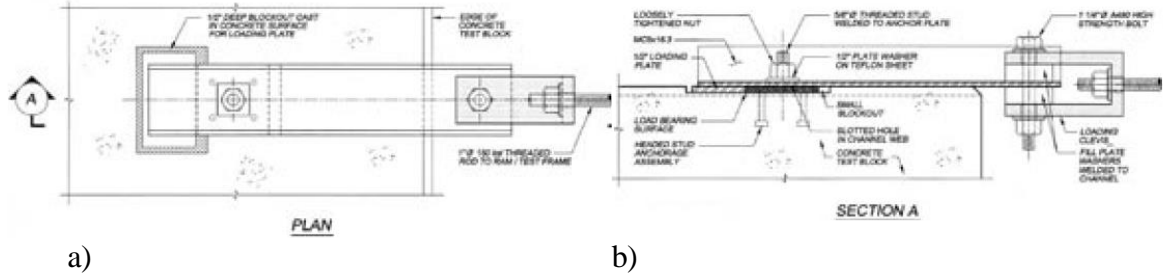 1/2" DEEP BLOCKOUT CAST
IN CONCRETE SURFACE
FOR LOADING PLATE
EDGE OF
CONCRETE
TEST BLOCK
A
1"Ø 150 ksi THREADED
ROD TO RAM / TEST FRAME
PLAN
a)
LOOSELY
TIGHTENED NUT
5/8"Ø THREADED STUD
WELDED TO ANCHOR PLATE
1 1/4"Ø A490 HIGH
STRENGTH BOLT
MC8x18.3
1/2" LOADING
PLATE
1/2" PLATE WASHER
ON TEFLON SHEET
LOAD BEARING
SURFACE
HEADED STUD
ANCHORAGE
ASSEMBLY
SMALL
BLOCKOUT
SLOTTED HOLE
IN CHANNEL WEB
CONCRETE
TEST BLOCK
LOADING
CLEVIS
FILL PLATE
WASHERS
WELDED TO
CHANNEL
SECTION A
b)